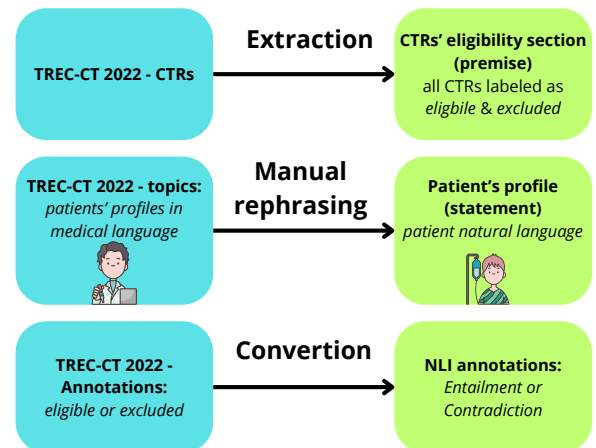 TREC-CT 2022 - CTRs
Extraction
CTRs’ eligibility section
(premise)
all CTRs labeled as
eligbile & excluded
TREC-CT 2022 - topics:
patients’ profiles in
medical language
Manual
rephrasing
Patient’s profile
(statement)
patient natural language
TREC-CT 2022 -
Annotations:
eligible or excluded
Convertion
NLI annotations:
Entailment or
Contradiction